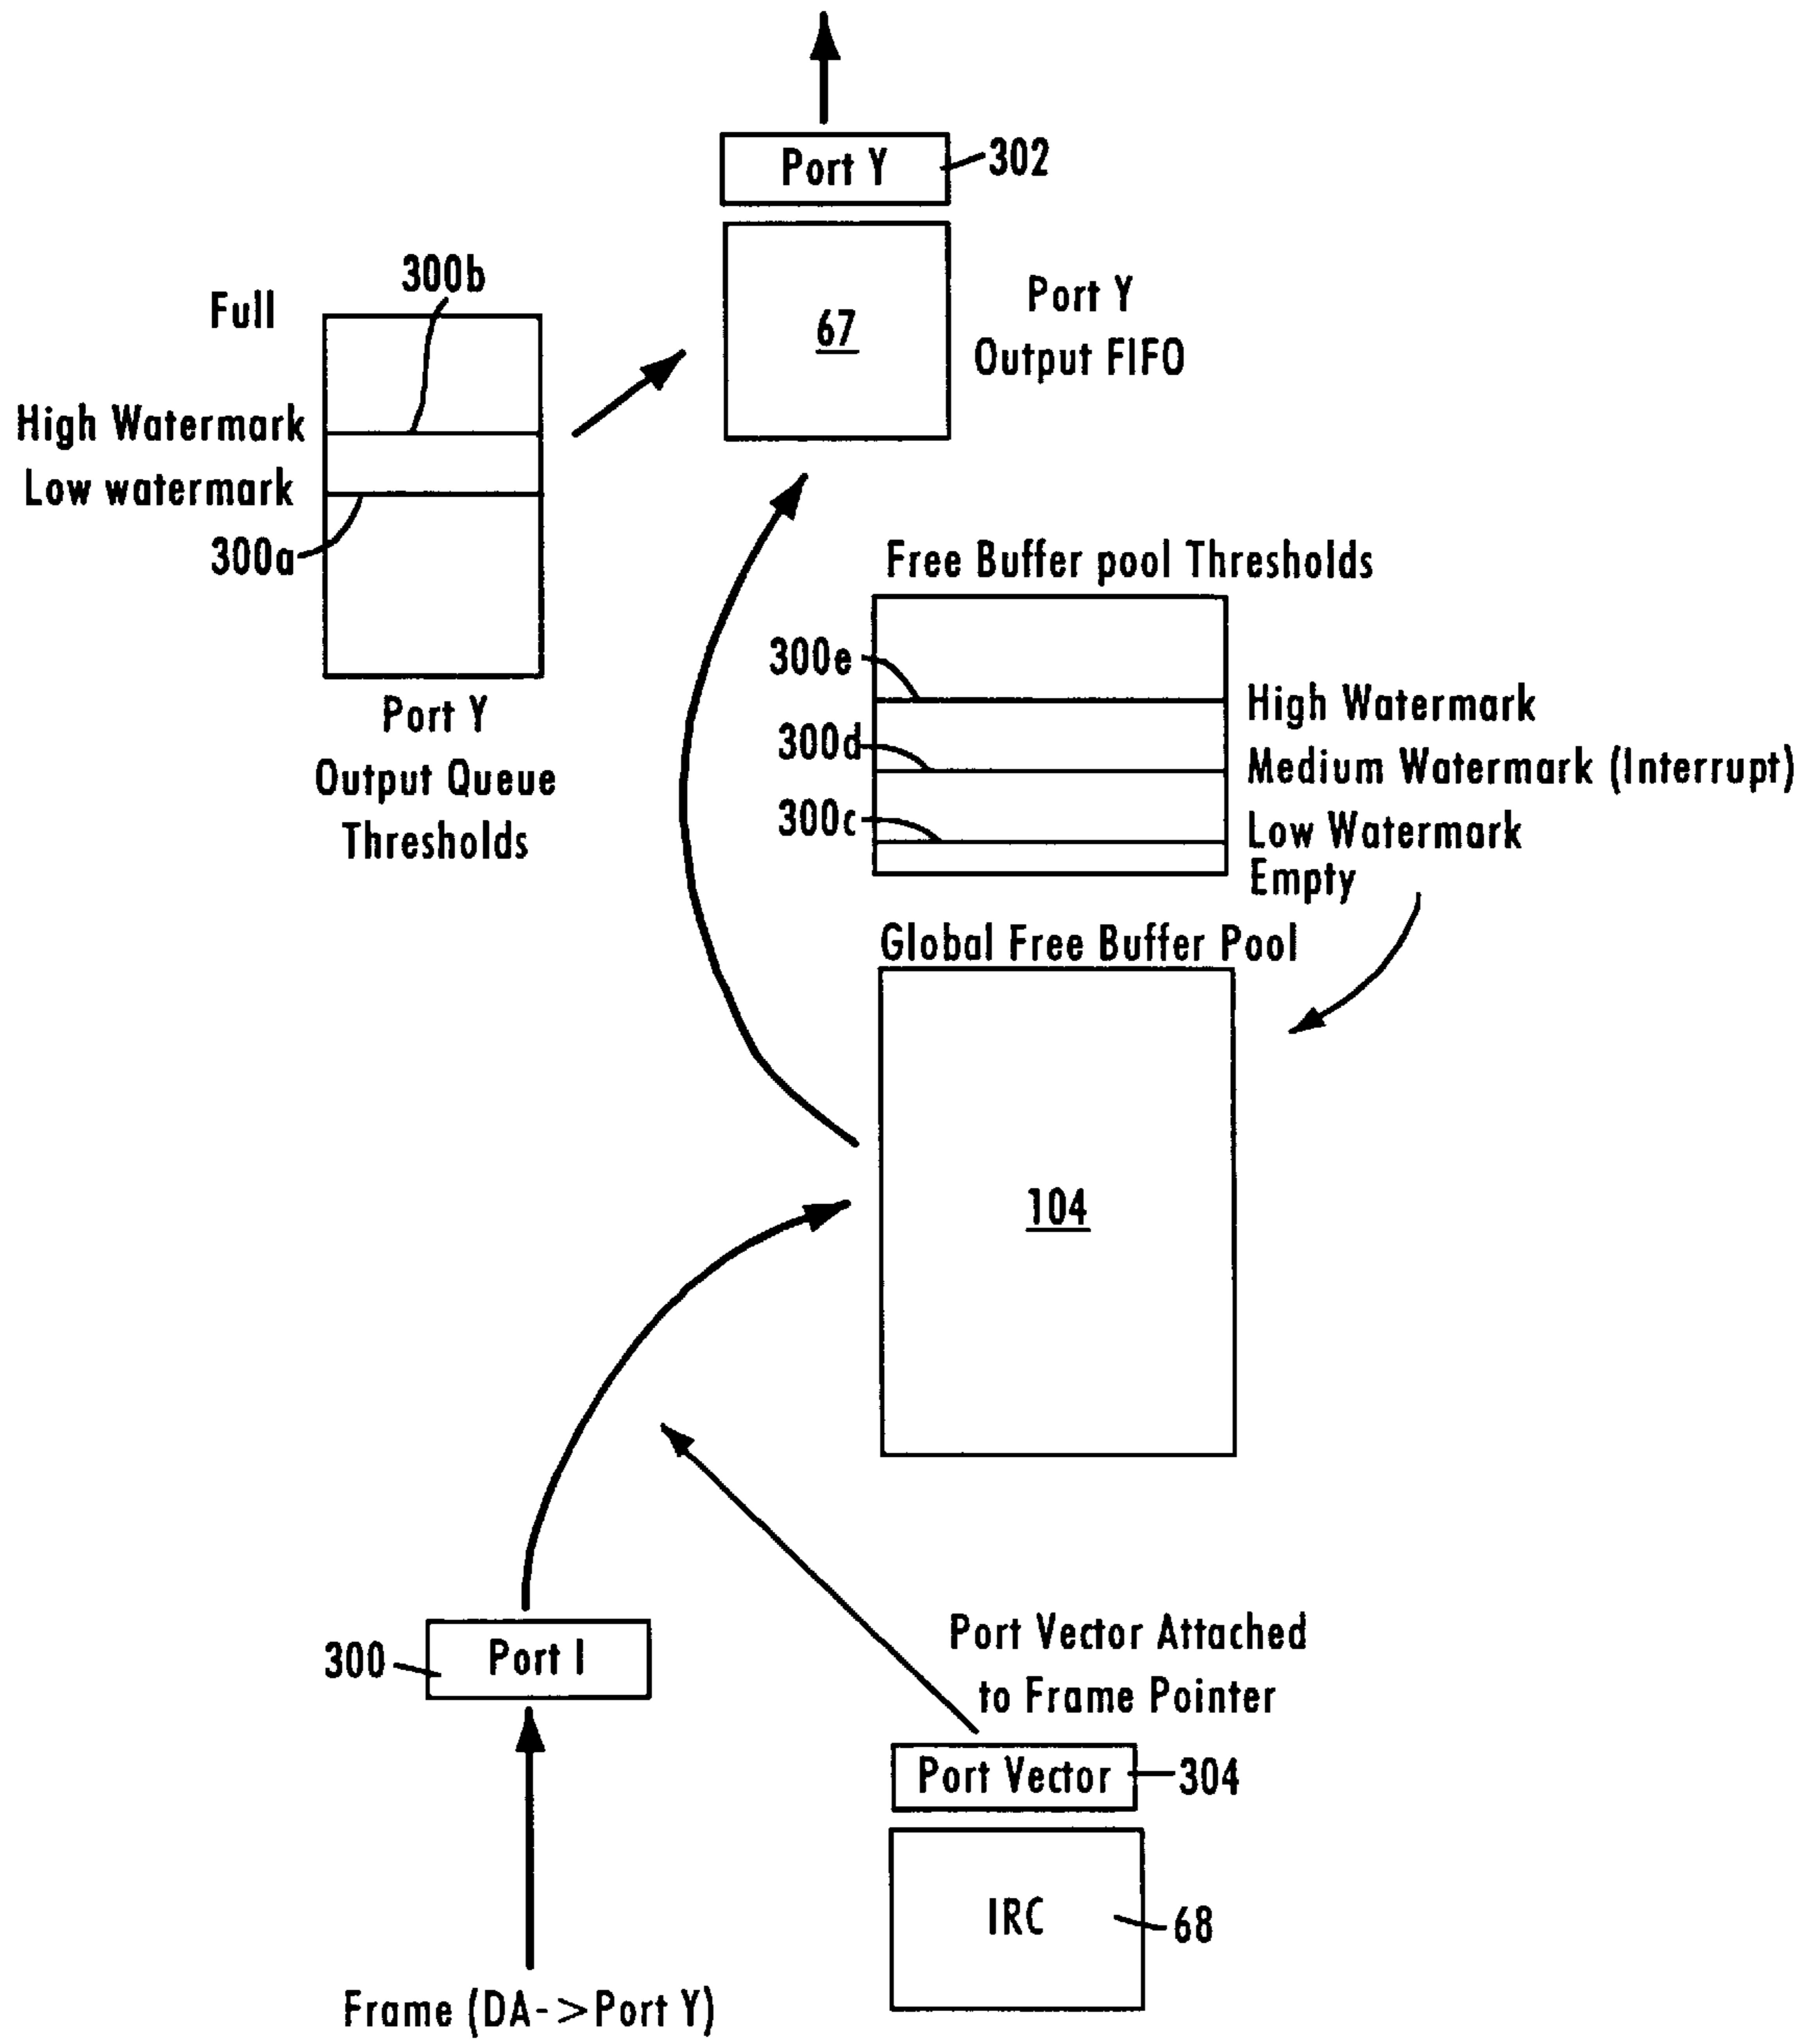 Port Y
302
300b
Full
67
Port Y
Output FIFO
High Watermark
Low watermark
300a
Free Buffer pool Thresholds
300e
High Watermark
300d
Medium Watermark (Interrupt)
300c
Low Watermark
Empty
Port Y
Output Queue
Thresholds
Global Free Buffer Pool
104
Port Vector Attached
to Frame Pointer
300
Port I
Port Vector
304
IRC
68
Frame (DA->Port Y)